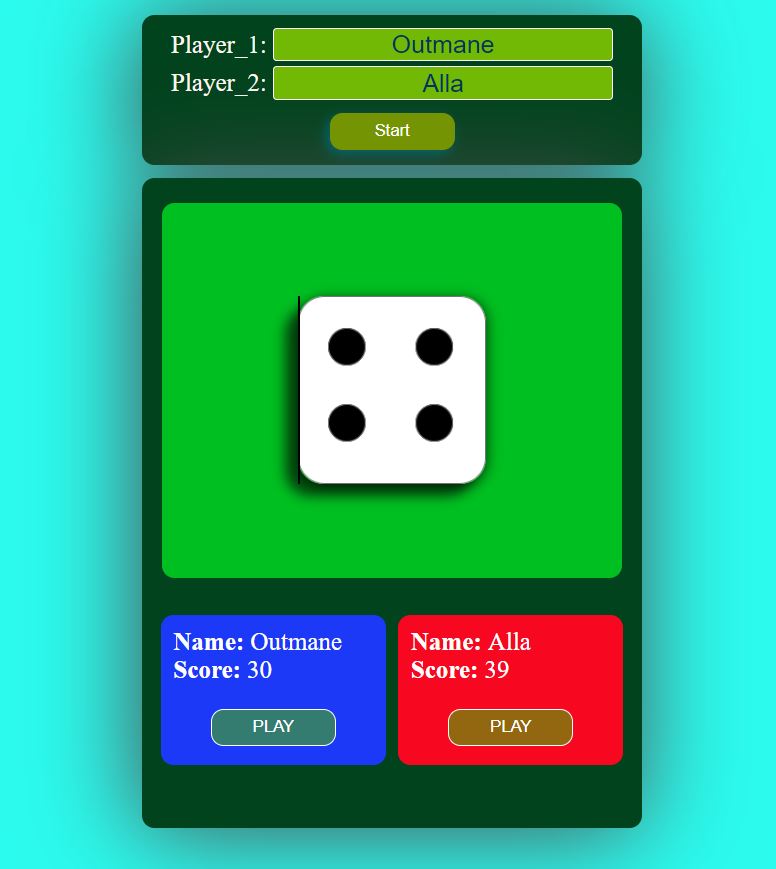 Player_1: Outmane
Player_2: Alla
Start
Name: Outmane
Score: 30
PLAY
Name: Alla
Score: 39
PLAY